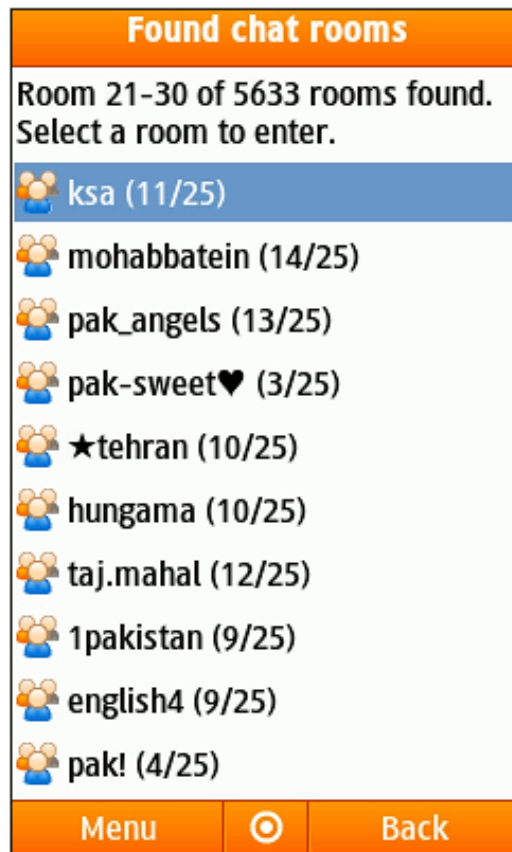 Found chat rooms
Room 21-30 of 5633 rooms found.
Select a room to enter.
ksa (11/25)
mohabbatein (14/25)
pak_angels (13/25)
pak-sweet♥ (3/25)
★tehran (10/25)
hungama (10/25)
taj.mahal (12/25)
1pakistan (9/25)
english4 (9/25)
pak! (4/25)
Menu Back